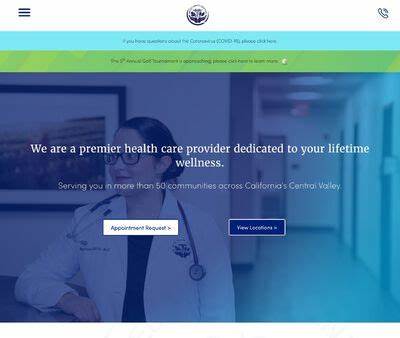 If you have questions about the Coronavirus (COVID-19), please click here.
The 5th Annual Golf Tournament is approaching, please click here to learn more.
We are a premier health care provider dedicated to your lifetime
wellness.
Serving you in more than 50 communities across California's Central Valley.
Appointment Request >
View Locations >